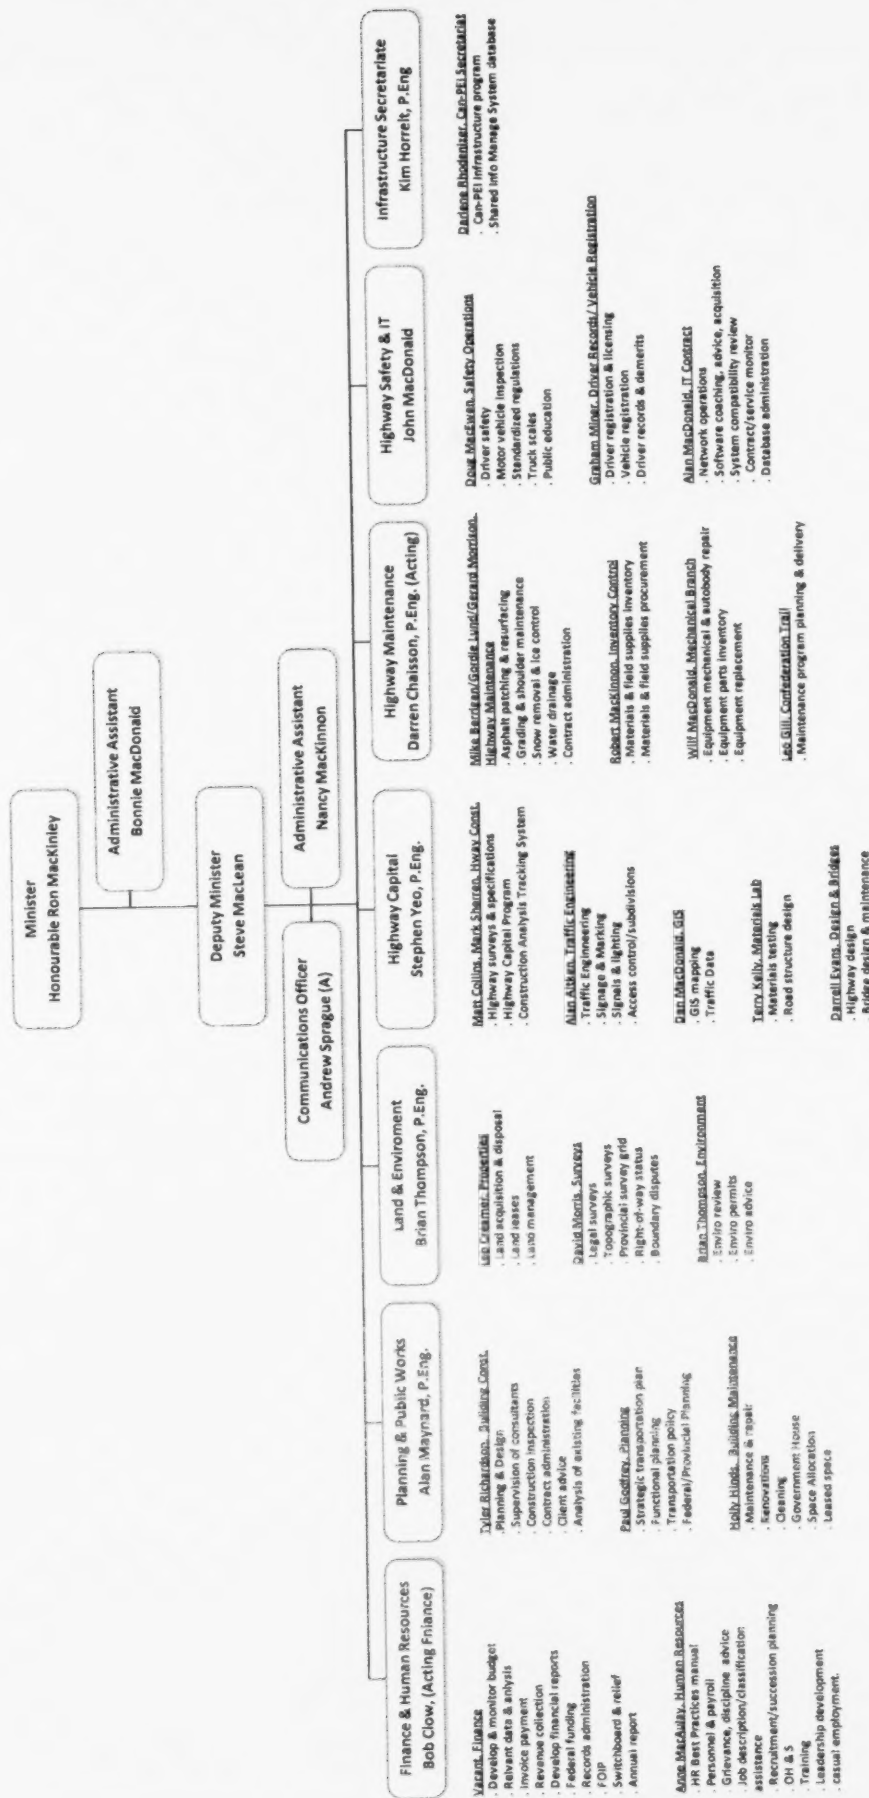 Minister
Honourable Ron MacKinley
Administrative Assistant
Bonnie MacDonald
Deputy Minister
Steve MacLean
Communications Officer
Andrew Sprague (A)
Administrative Assistant
Nancy MacKinnon
Finance & Human Resources
Bob Clow, (Acting Fniance)
Vacant, Finance
. Develop & monitor budget
. Relvant data & anlysis
. Invoice payment
. Revenue collection
. Develop financial reports
. Federal funding
. Records administration
. FOIP
. Switchboard & relief
. Annual report
Anne MacAulay, Human Resources
. HR Best Practices manual
. Personnel & payroll
. Grievance, discipline advice
. Job description/classification
assistance
. Recruitment/succession planning
. OH & S
. Training
. Leadership development
. casual employment.
Planning & Public Works
Alan Maynard, P.Eng.
Tyler Richardson, Building Const.
. Planning & Design
. Supervision of consultants
. Construction inspection
. Contract administration
. Client advice
. Analysis of existing facilities
Paul Godfrey, Planning
. Strategic transportation plan
. Functional planning
. Transportation policy
. Federal/Provincial Planning
Holly Hinds, Building Maintenance
. Maintenance & repair
. Renovations
. Cleaning
. Government House
. Space Allocation
. Leased space
Land & Enviroment
Brian Thompson, P.Eng.
Leo Creamer, Properties
. Land acquisition & disposal
. Land leases
. Land management
David Morris, Surveys
. Legal surveys
. Topographic surveys
. Provincial survey grid
. Right-of-way status
. Boundary disputes
Brian Thompson, Environment
. Enviro review
. Enviro permits
. Enviro advice
Highway Capital
Stephen Yeo, P.Eng.
Matt Collins, Mark Sherren, Hway Const.
. Highway surveys & specifications
. Highway Capital Program
. Construction Analysis Tracking System
Alan Aitken, Traffic Engineering
. Traffic Enginneering
. Signage & Marking
. Signals & lighting
. Access control/subdivisions
Dan MacDonald, GIS
. GIS mapping
. Traffic Data
Terry Kelly, Materials Lab
. Materials testing
. Road structure design
Darrell Evans, Design & Bridges
. Highway design
. Bridge design & maintenance
Highway Maintenance
Darren Chaisson, P.Eng. (Acting)
Mike Berrigan/Gordie Lund/Gerard Morrison,
Highway Maintenance
. Asphalt patching & resurfacing
. Grading & shoulder maintenance
. Snow removal & ice control
. Water drainage
. Contract administration
Robert MacKinnon, Inventory Control
. Materials & field supplies inventory
. Materials & field supplies procurement
Wilf MacDonald, Mechanical Branch
. Equipment mechanical & autobody repair
. Equipment parts inventory
. Equipment replacement
Leo Gill, Confederation Trail
. Maintenance program planning & delivery
Highway Safety & IT
John MacDonald
Doug MacEwen, Safety Operations
. Driver safety
. Motor vehicle inspection
. Standardized regulations
. Truck scales
. Public education
Graham Miner, Driver Records/ Vehicle Registration
. Driver registration & licensing
. Vehicle registration
. Driver records & demerits
Alan MacDonald, IT Contract
. Network operations
. Software coaching, advice, acquisition
. System compatibility review
. Contract/service monitor
. Database administration
Infrastructure Secretariate
Kim Horrelt, P.Eng
Darlene Rhodenizer, Can-PEI Secretariat
. Can-PEI Infrastructure program
. Shared Info Manage System database